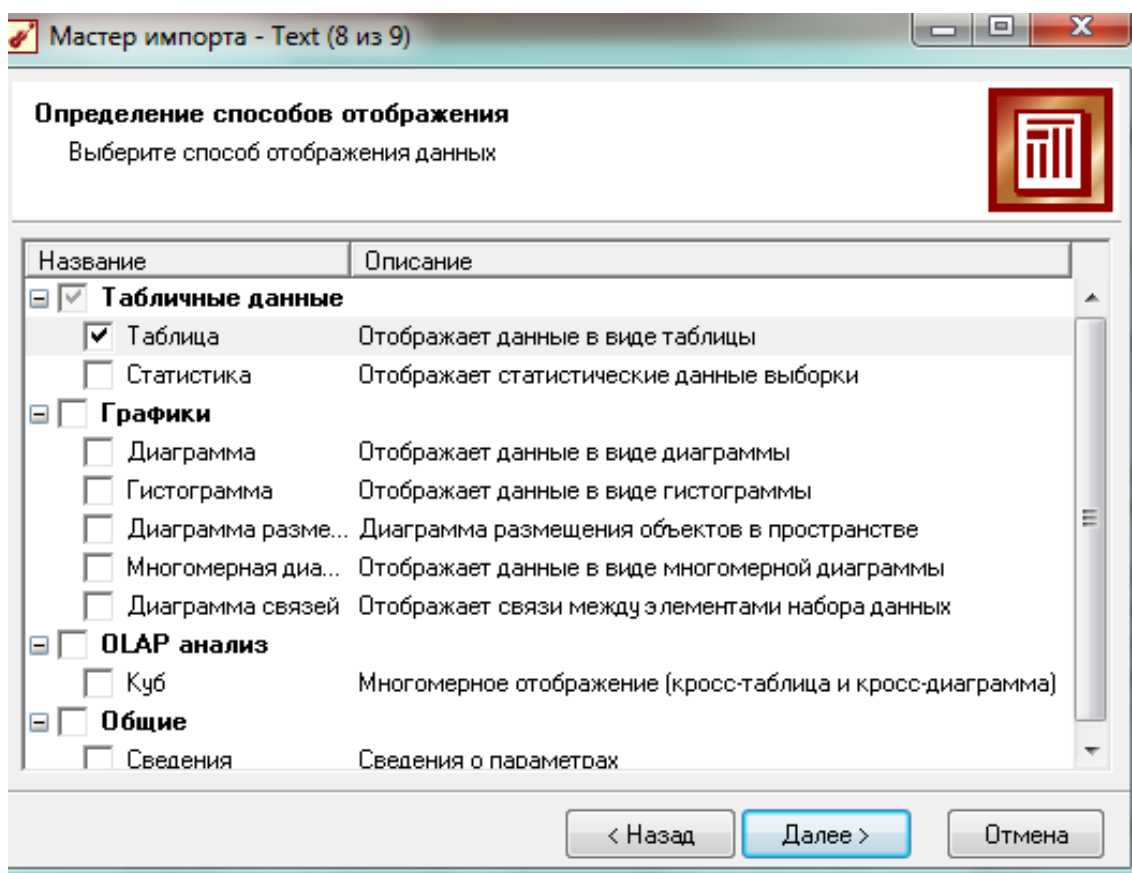 Мастер импорта - Text (8 из 9)
Определение способов отображения
Выберите способ отображения данных
Название Описание
Табличные данные
Таблица Отображает данные в виде таблицы
Статистика Отображает статистические данные выборки
Графики
Диаграмма Отображает данные в виде диаграммы
Гистограмма Отображает данные в виде гистограммы
Диаграмма разме... Диаграмма размещения объектов в пространстве
Многомерная диа... Отображает данные в виде многомерной диаграммы
Диаграмма связей Отображает связи между элементами набора данных
OLAP анализ
Куб Многомерное отображение (кросс-таблица и кросс-диаграмма)
Общие
Сведения Сведения о параметрах
< Назад Далее > Отмена